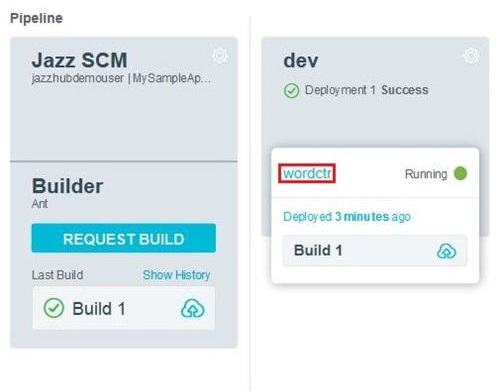 Pipeline
Jazz SCM
jazzhubdemouser | MySampleAp...
Builder
Ant
REQUEST BUILD
Last Build Show History
Build 1
dev
Deployment 1 Success
wordctr Running
Deployed 3 minutes ago
Build 1